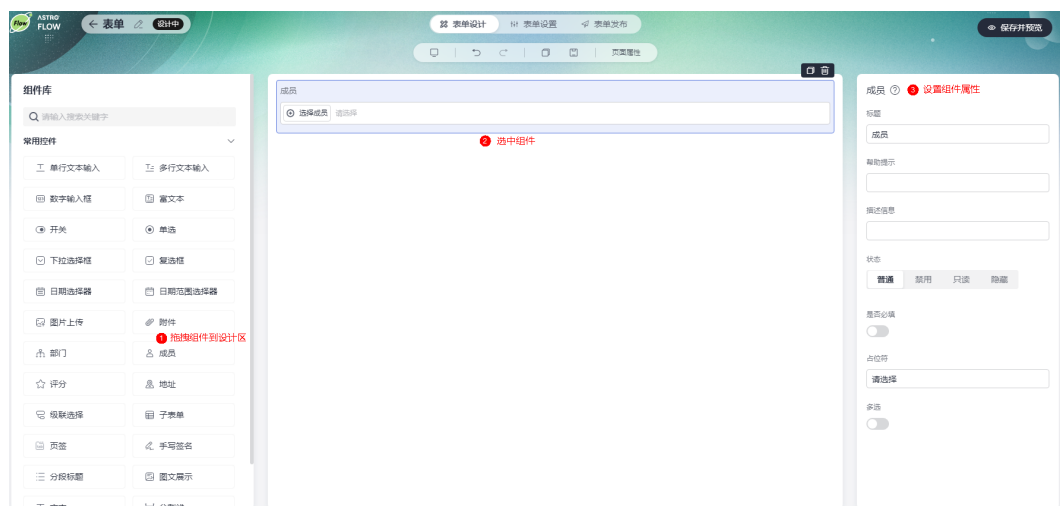 Flow ASTRO FLOW
表单 设计中
表单设计 表单设置 表单发布
保存并预览
页面属性
组件库
请输入搜索关键字
常用控件
单行文本输入 多行文本输入
数字输入框 富文本
开关 单选
下拉选择框 复选框
日期选择器 日期范围选择器
图片上传 附件
1 拖拽组件到设计区
部门 成员
评分 地址
级联选择 子表单
页签 手写签名
分段标题 图文展示
成员
选择成员 请选择
2 选中组件
成员 3 设置组件属性
标题
成员
帮助提示
描述信息
状态
普通 禁用 只读 隐藏
是否必填
占位符
请选择
多选